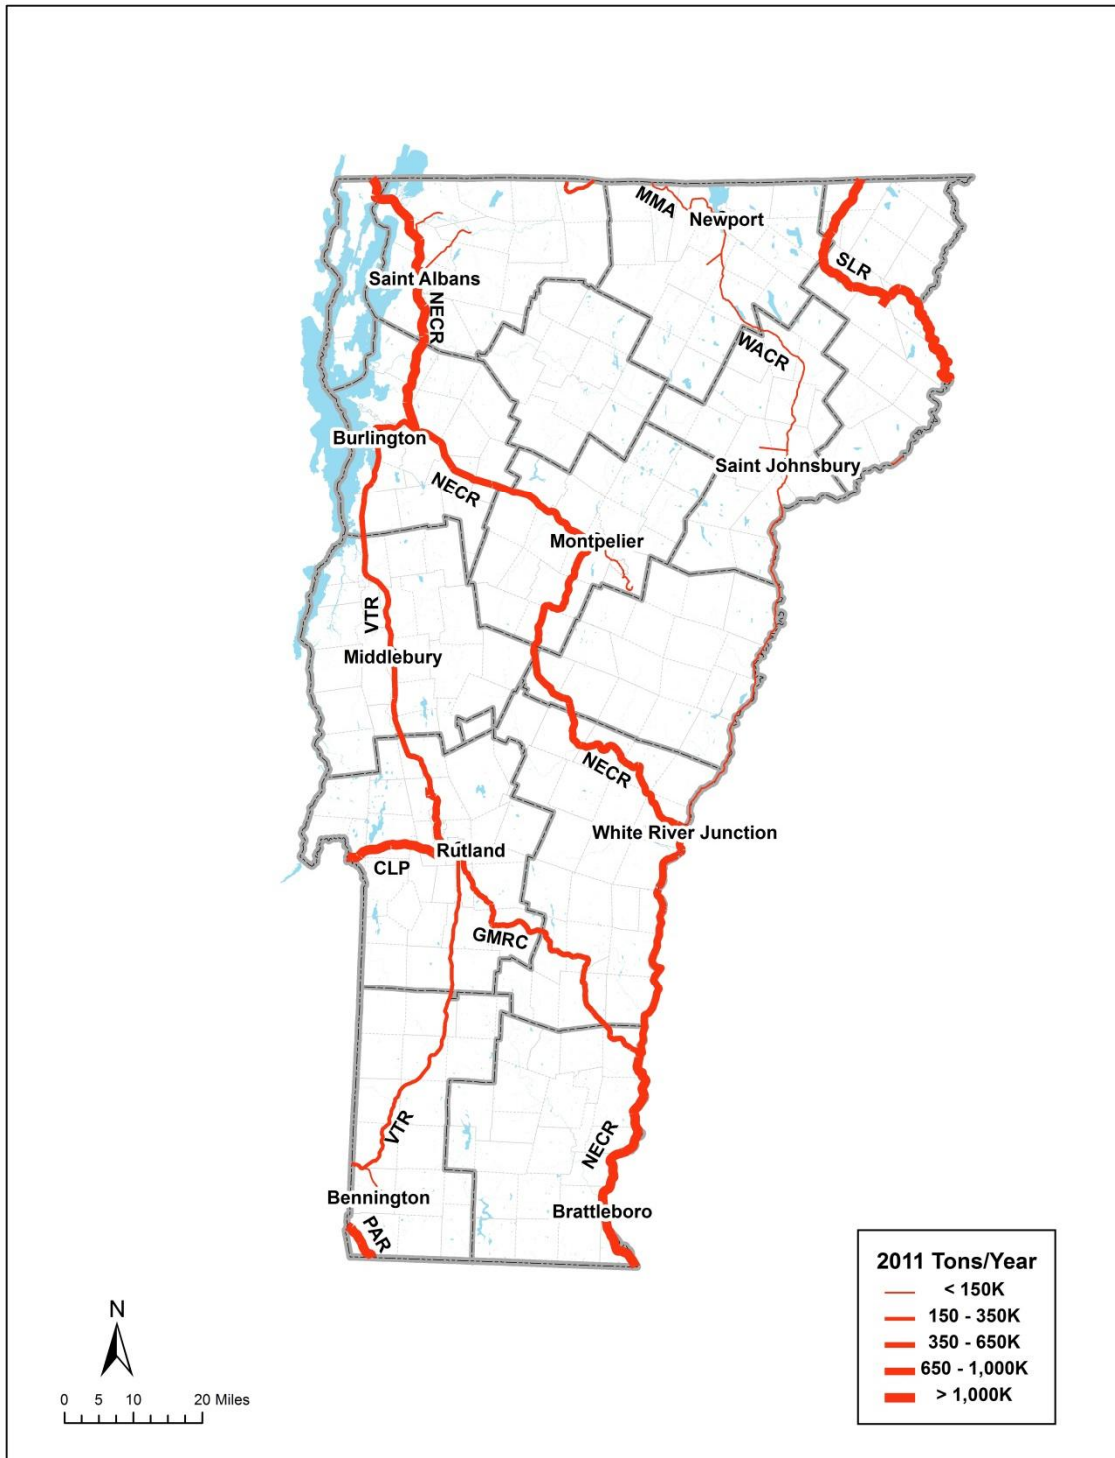 MMA
Newport
SLR
Saint Albans
NECR
WACR
Burlington
Saint Johnsbury
NECR
Montpelier
VTR
Middlebury
NECR
White River Junction
Rutland
CLP
GMRC
VTR
NECR
Bennington
Brattleboro
PAR
2011 Tons/Year
< 150K
150 - 350K
350 - 650K
650 - 1,000K
> 1,000K
N
0 5 10 20 Miles